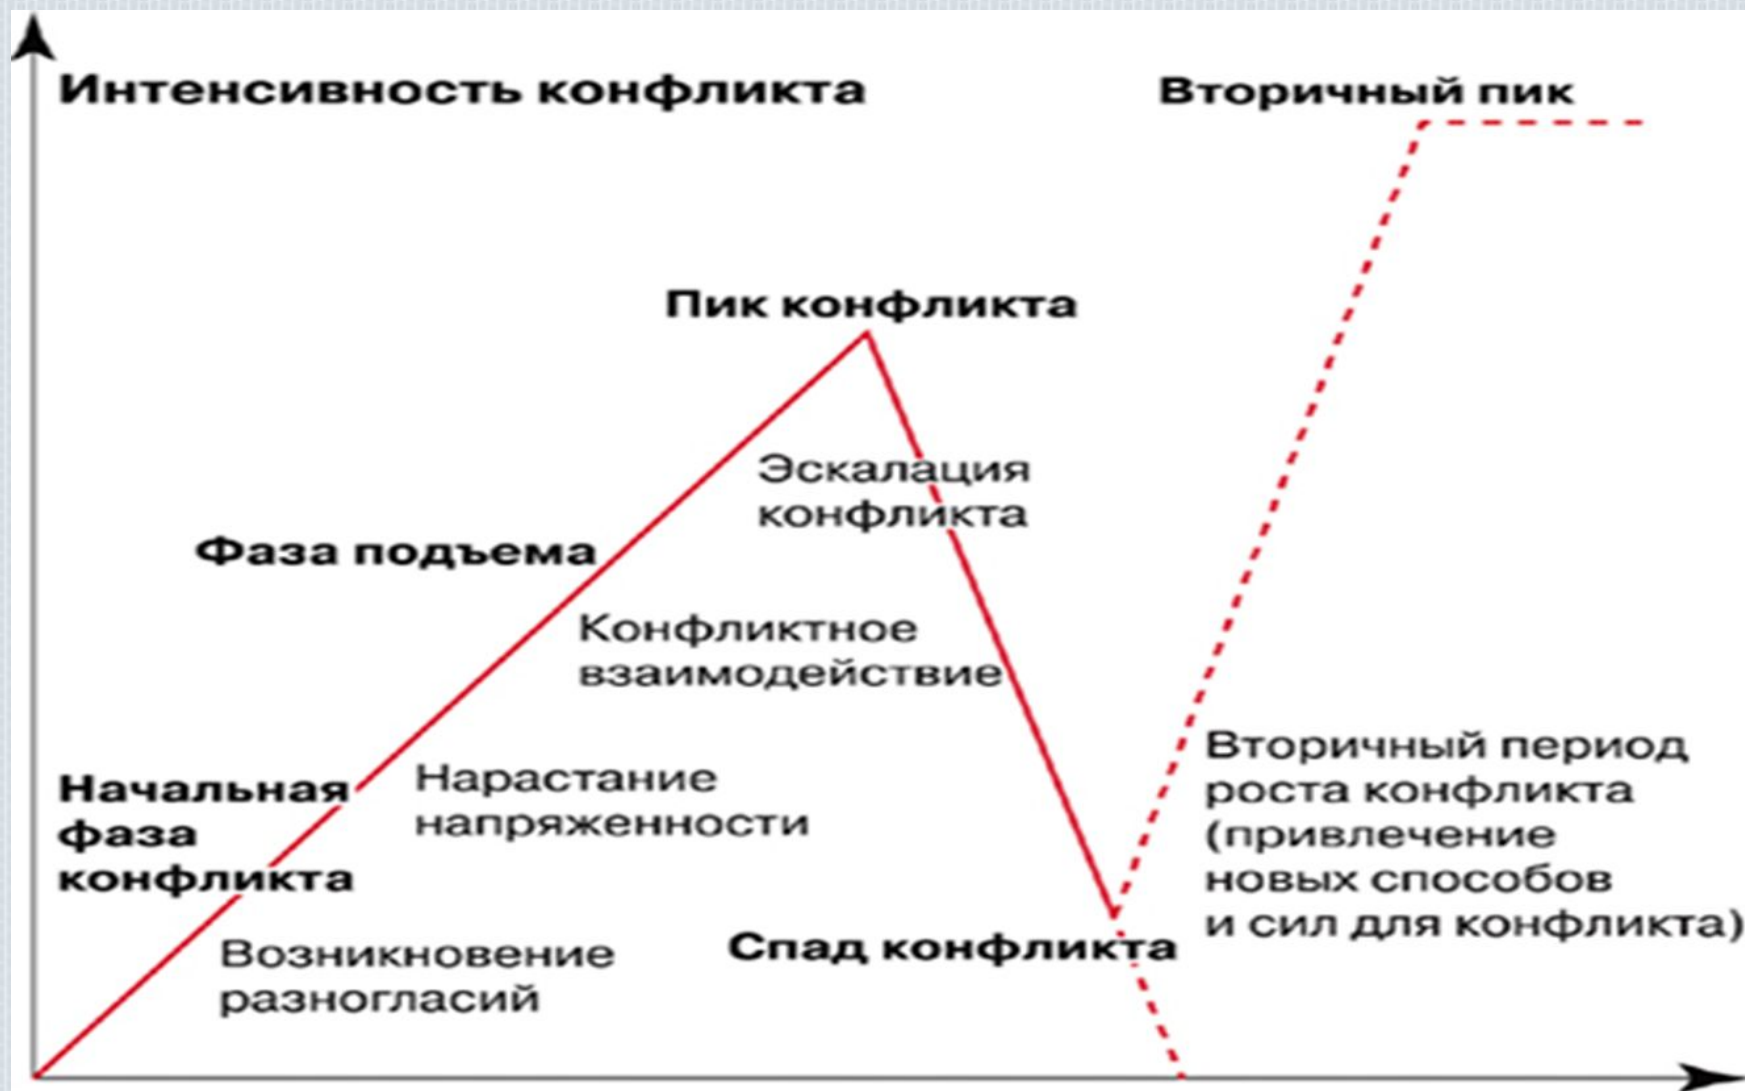 Интенсивность конфликта
Вторичный пик
Пик конфликта
Эскалация
конфликта
Фаза подъема
Конфликтное
взаимодействие
Начальная
фаза
конфликта
Нарастание
напряженности
Вторичный период
роста конфликта
(привлечение
новых способов
и сил для конфликта)
Возникновение
разногласий
Спад конфликта